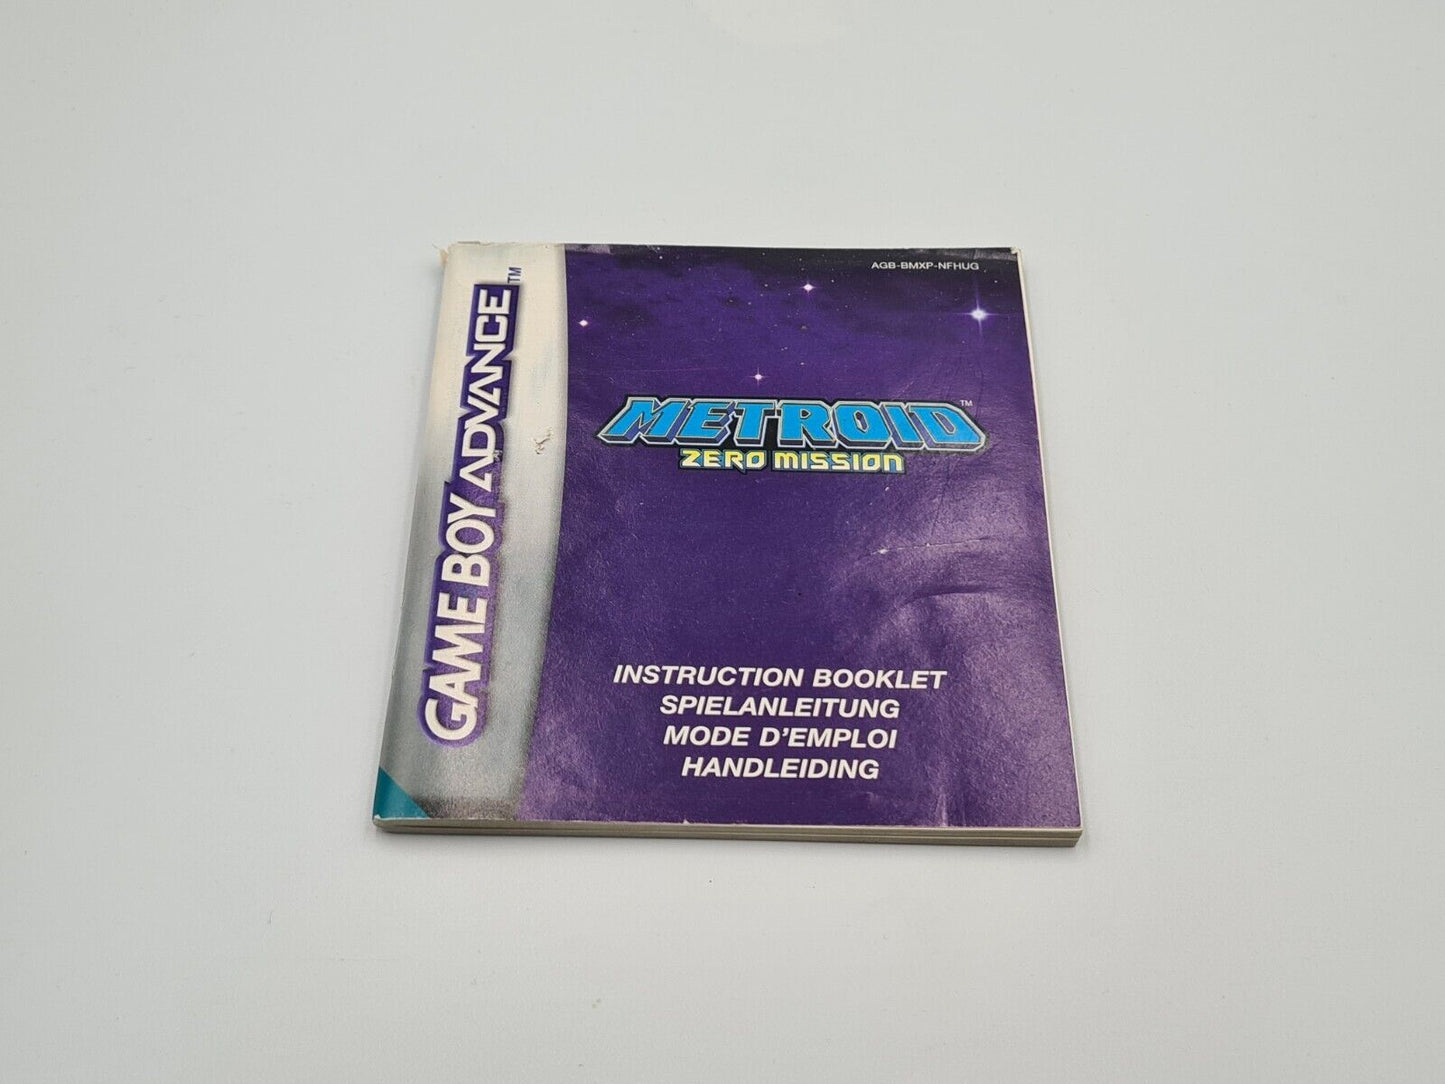 AGB-BMXP-NFHUG
GAME BOY ADVANCE™
METROID™
ZERO MISSION
INSTRUCTION BOOKLET
SPIELANLEITUNG
MODE D'EMPLOI
HANDLEIDING